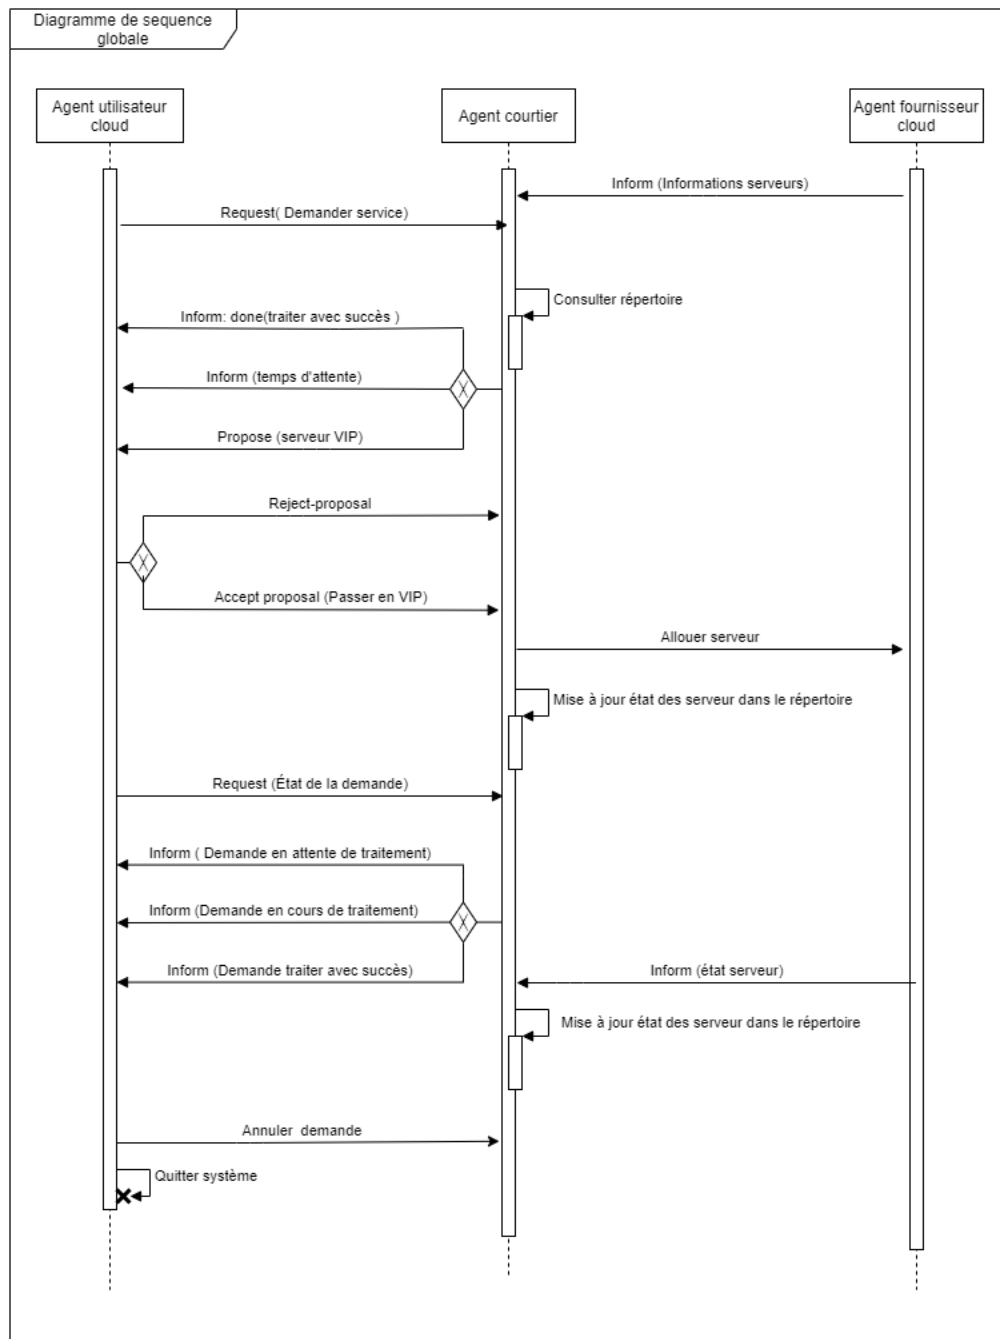 Diagramme de sequence
globale
Agent utilisateur
cloud
Agent courtier
Agent fournisseur
cloud
Inform (Informations serveurs)
Request( Demander service)
Consulter répertoire
Inform: done(traiter avec succès )
Inform (temps d'attente)
X
Propose (serveur VIP)
Reject-proposal
X
Accept proposal (Passer en VIP)
Allouer serveur
Mise à jour état des serveur dans le répertoire
Request (État de la demande)
Inform ( Demande en attente de traitement)
Inform (Demande en cours de traitement)
X
Inform (Demande traiter avec succès)
Inform (état serveur)
Mise à jour état des serveur dans le répertoire
Annuler  demande
Quitter système